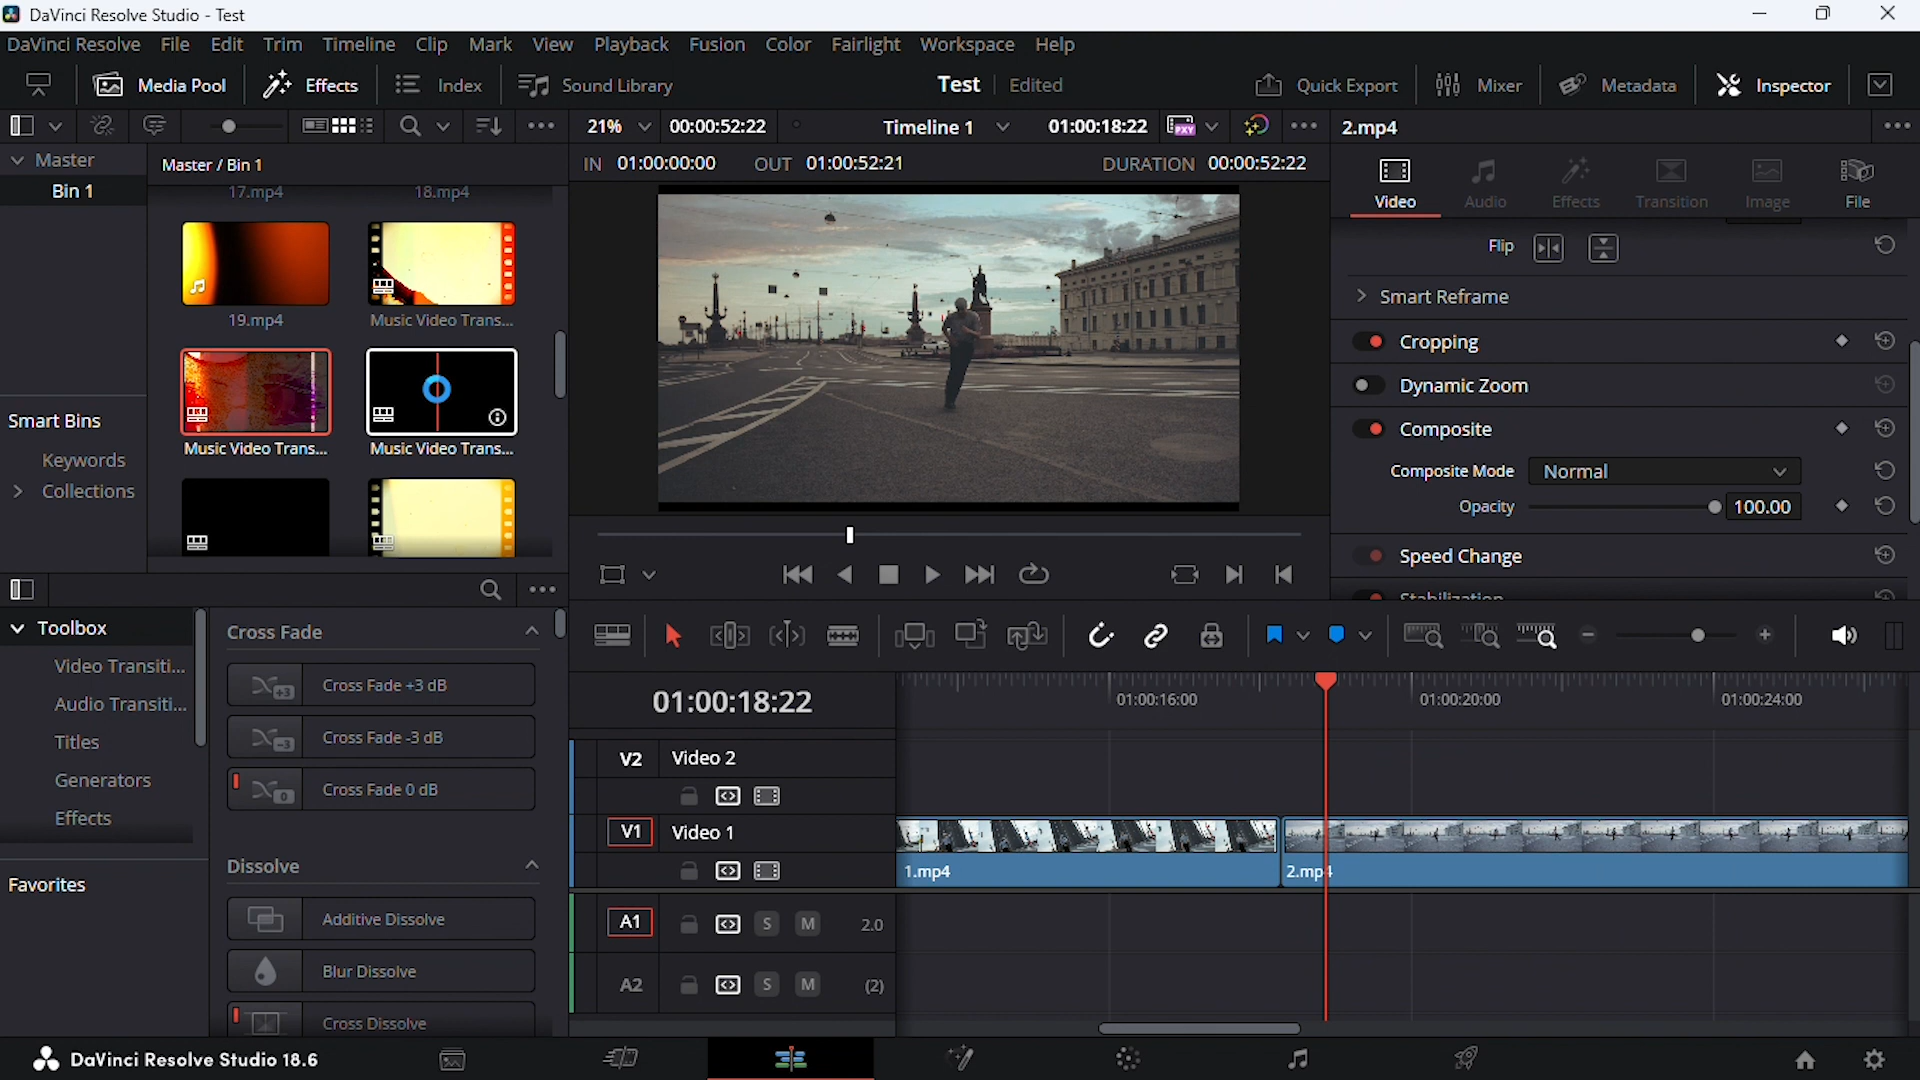 DaVinci Resolve Studio - Test
DaVinci Resolve File Edit Trim Timeline Clip Mark View Playback Fusion Color Fairlight Workspace Help
Media Pool Effects Index Sound Library Test Edited Quick Export Mixer Metadata Inspector
21% 00:00:52:22 Timeline 1 01:00:18:22 PXY 2.mp4
Master
Bin 1
Master / Bin 1
IN 01:00:00:00 OUT 01:00:52:21 DURATION 00:00:52:22
17.mp4 18.mp4
19.mp4 Music Video Trans...
Music Video Trans... Music Video Trans...
Smart Bins
Keywords
Collections
Video Audio Effects Transition Image File
Flip
Smart Reframe
Cropping
Dynamic Zoom
Composite
Composite Mode Normal
Opacity 100.00
Speed Change
Stabilization
Toolbox
Video Transiti...
Audio Transiti...
Titles
Generators
Effects
Favorites
Cross Fade
+3 Cross Fade +3 dB
-3 Cross Fade -3 dB
0 Cross Fade 0 dB
Dissolve
Additive Dissolve
Blur Dissolve
Cross Dissolve
01:00:18:22
01:00:16:00 01:00:20:00 01:00:24:00
V2 Video 2
V1 Video 1
1.mp4 2.mp4
A1 S M 2.0
A2 S M (2)
DaVinci Resolve Studio 18.6